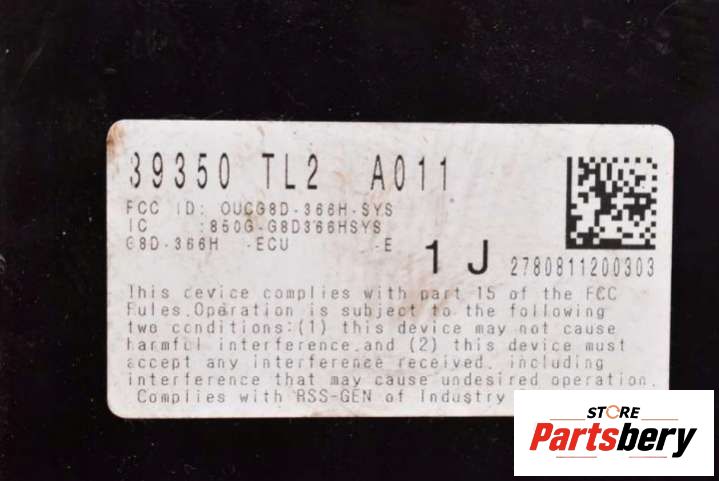 39350 TL2 A011
FCC ID: OUCG8D-366H-SYS
IC :850G-G8D366HSYS
G8D-366H -ECU -E
1J 2780811200303
This device complies with part 15 of the FCC
Rules.Operation is subject to the following
two conditions:(1) this device may not cause
harmful interference,and (2) this device must
accept any interference received, including
interference that may cause undesired operation.
Complies with RSS-GEN of Industry
STORE
Partsbery